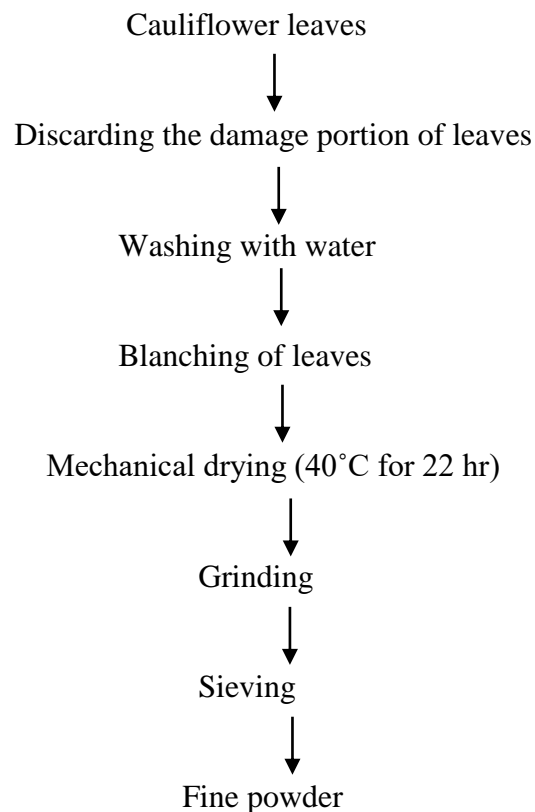 Cauliflower leaves
Discarding the damage portion of leaves
Washing with water
Blanching of leaves
Mechanical drying (40˚C for 22 hr)
Grinding
Sieving
Fine powder